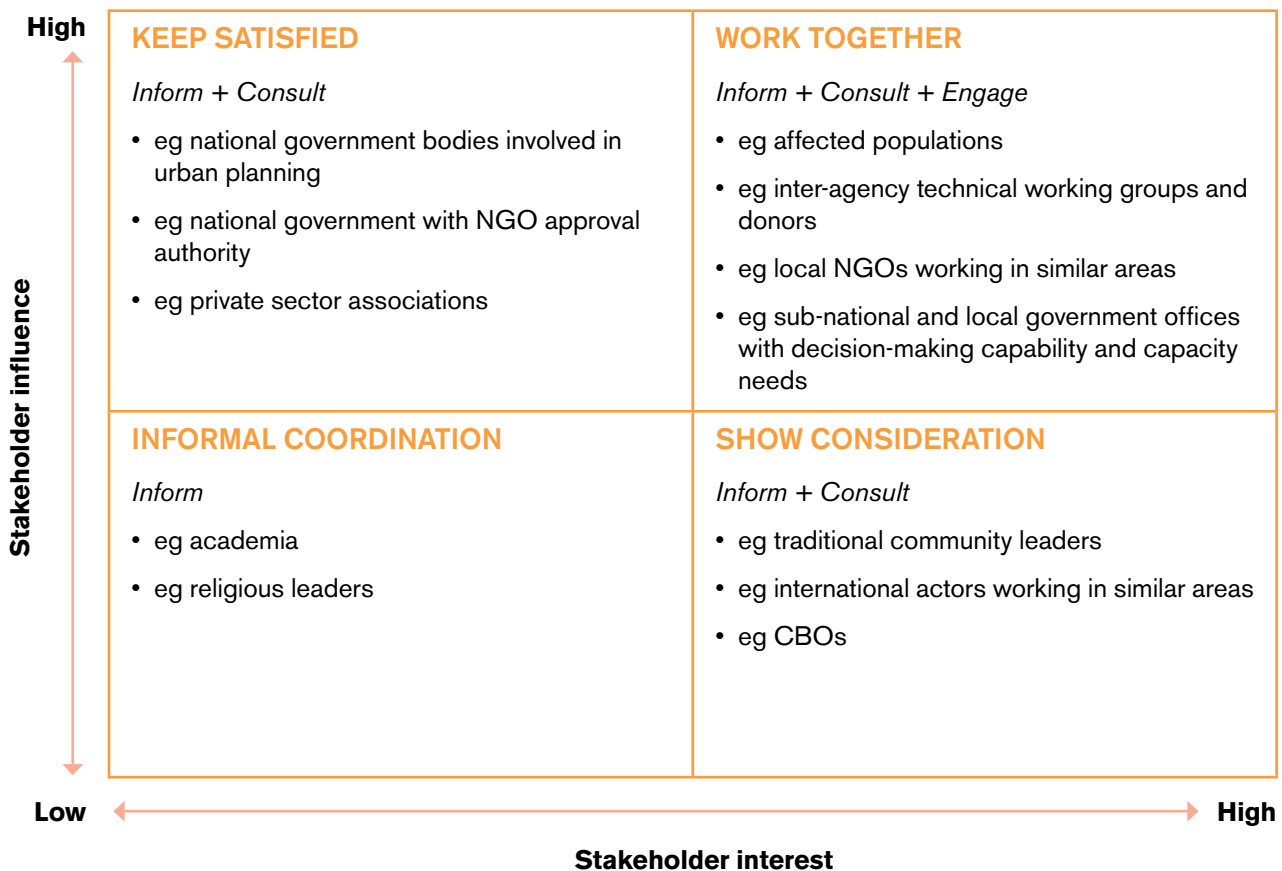 High
KEEP SATISFIED
Inform + Consult
• eg national government bodies involved in
urban planning
• eg national government with NGO approval
authority
• eg private sector associations
WORK TOGETHER
Inform + Consult + Engage
• eg affected populations
• eg inter-agency technical working groups and
donors
• eg local NGOs working in similar areas
• eg sub-national and local government offices
with decision-making capability and capacity
needs
Stakeholder influence
INFORMAL COORDINATION
Inform
• eg academia
• eg religious leaders
SHOW CONSIDERATION
Inform + Consult
• eg traditional community leaders
• eg international actors working in similar areas
• eg CBOs
Low
High
Stakeholder interest